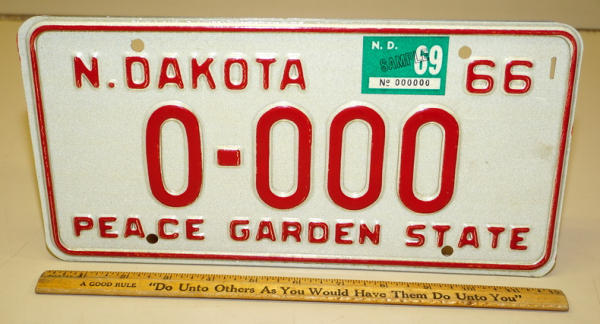 N. DAKOTA
N. D.
SAMPLE
69
No 000000
66
0-000
PEACE GARDEN STATE
A GOOD RULE "Do Unto Others As You Would Have Them Do Unto You"